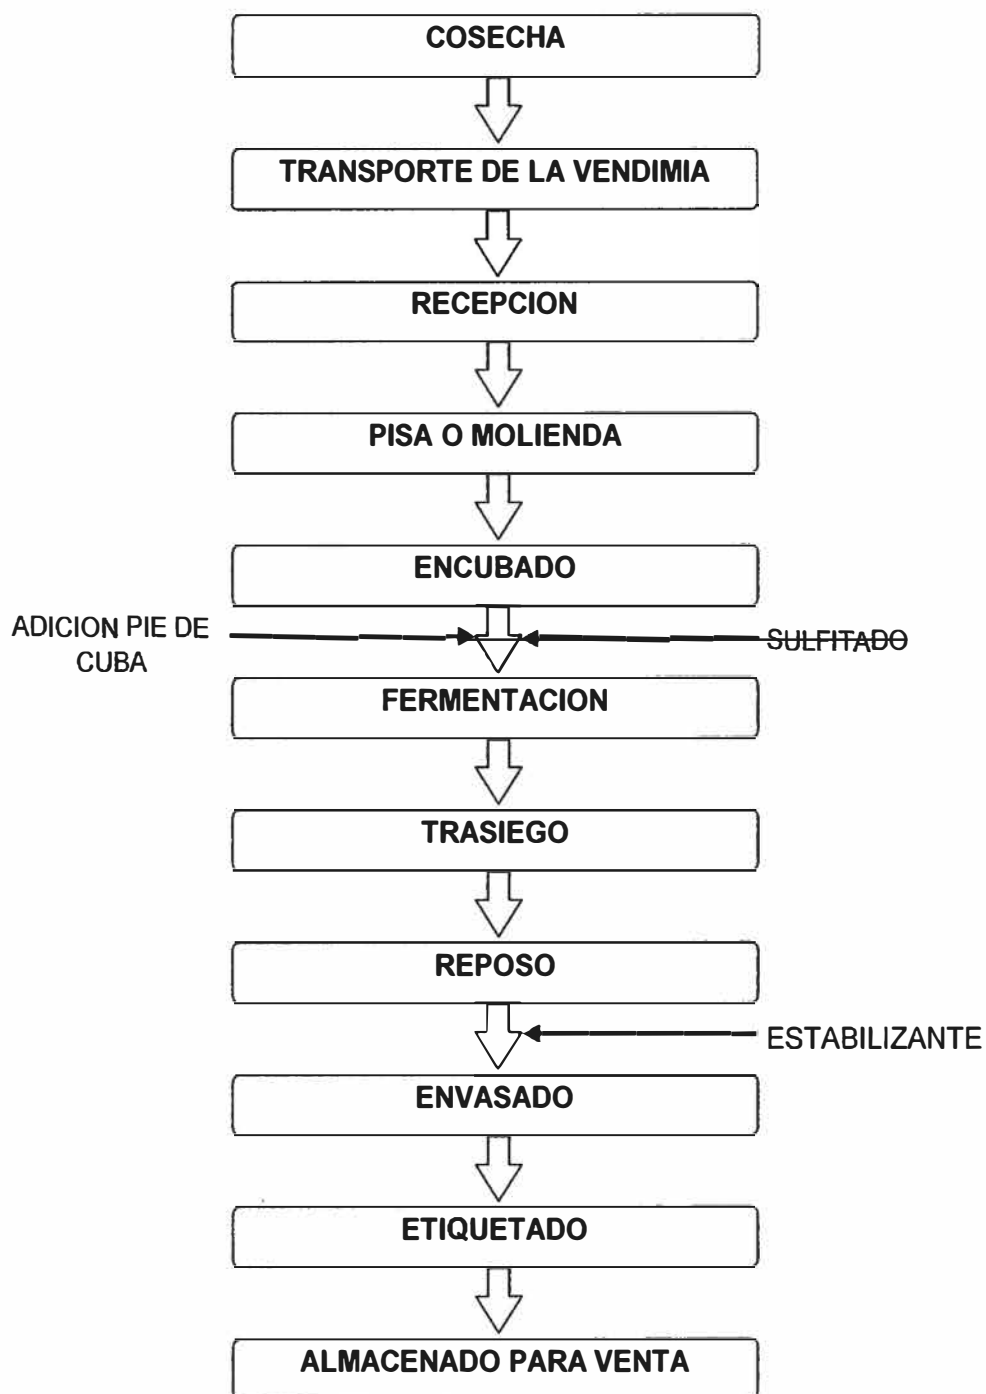 COSECHA
TRANSPORTE DE LA VENDIMIA
RECEPCION
PISA O MOLIENDA
ENCUBADO
ADICION PIE DE
CUBA
SULFITADO
FERMENTACION
TRASIEGO
REPOSO
ESTABILIZANTE
ENVASADO
ETIQUETADO
ALMACENADO PARA VENTA